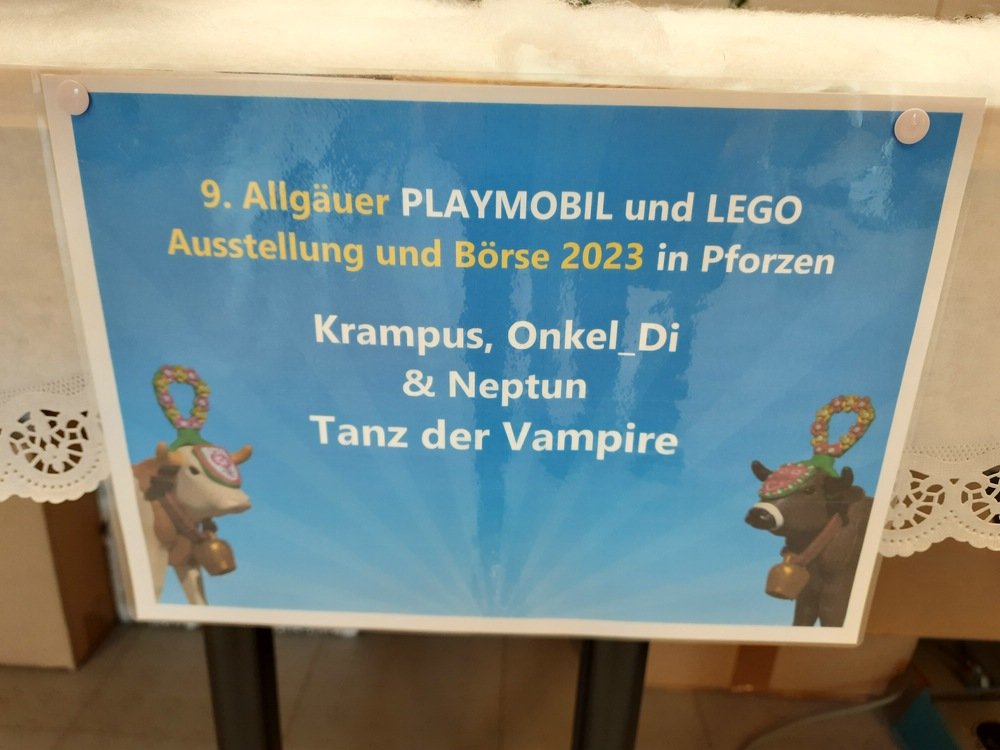 9. Allgäuer PLAYMOBIL und LEGO
Ausstellung und Börse 2023 in Pforzen
Krampus, Onkel_Di
& Neptun
Tanz der Vampire